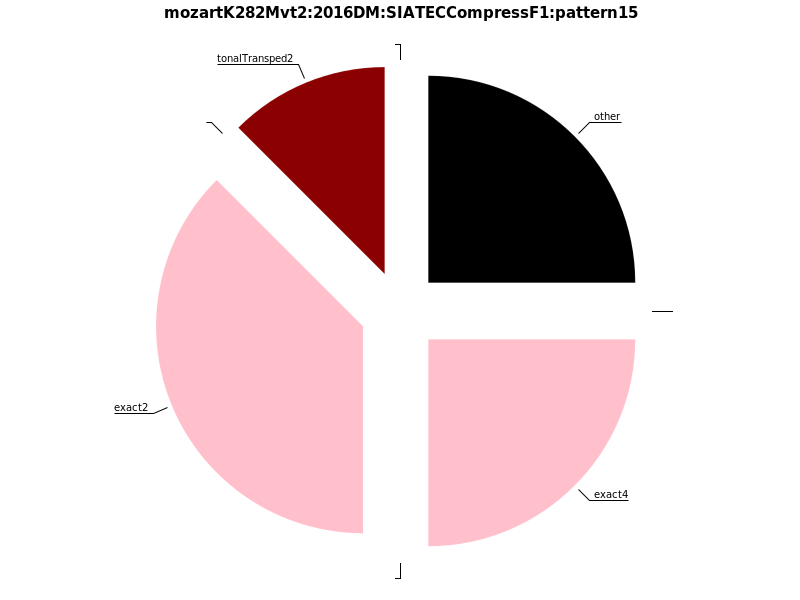 mozartK282Mvt2:2016DM:SIATECCompressF1:pattern15
tonalTransped2
other
exact2
exact4